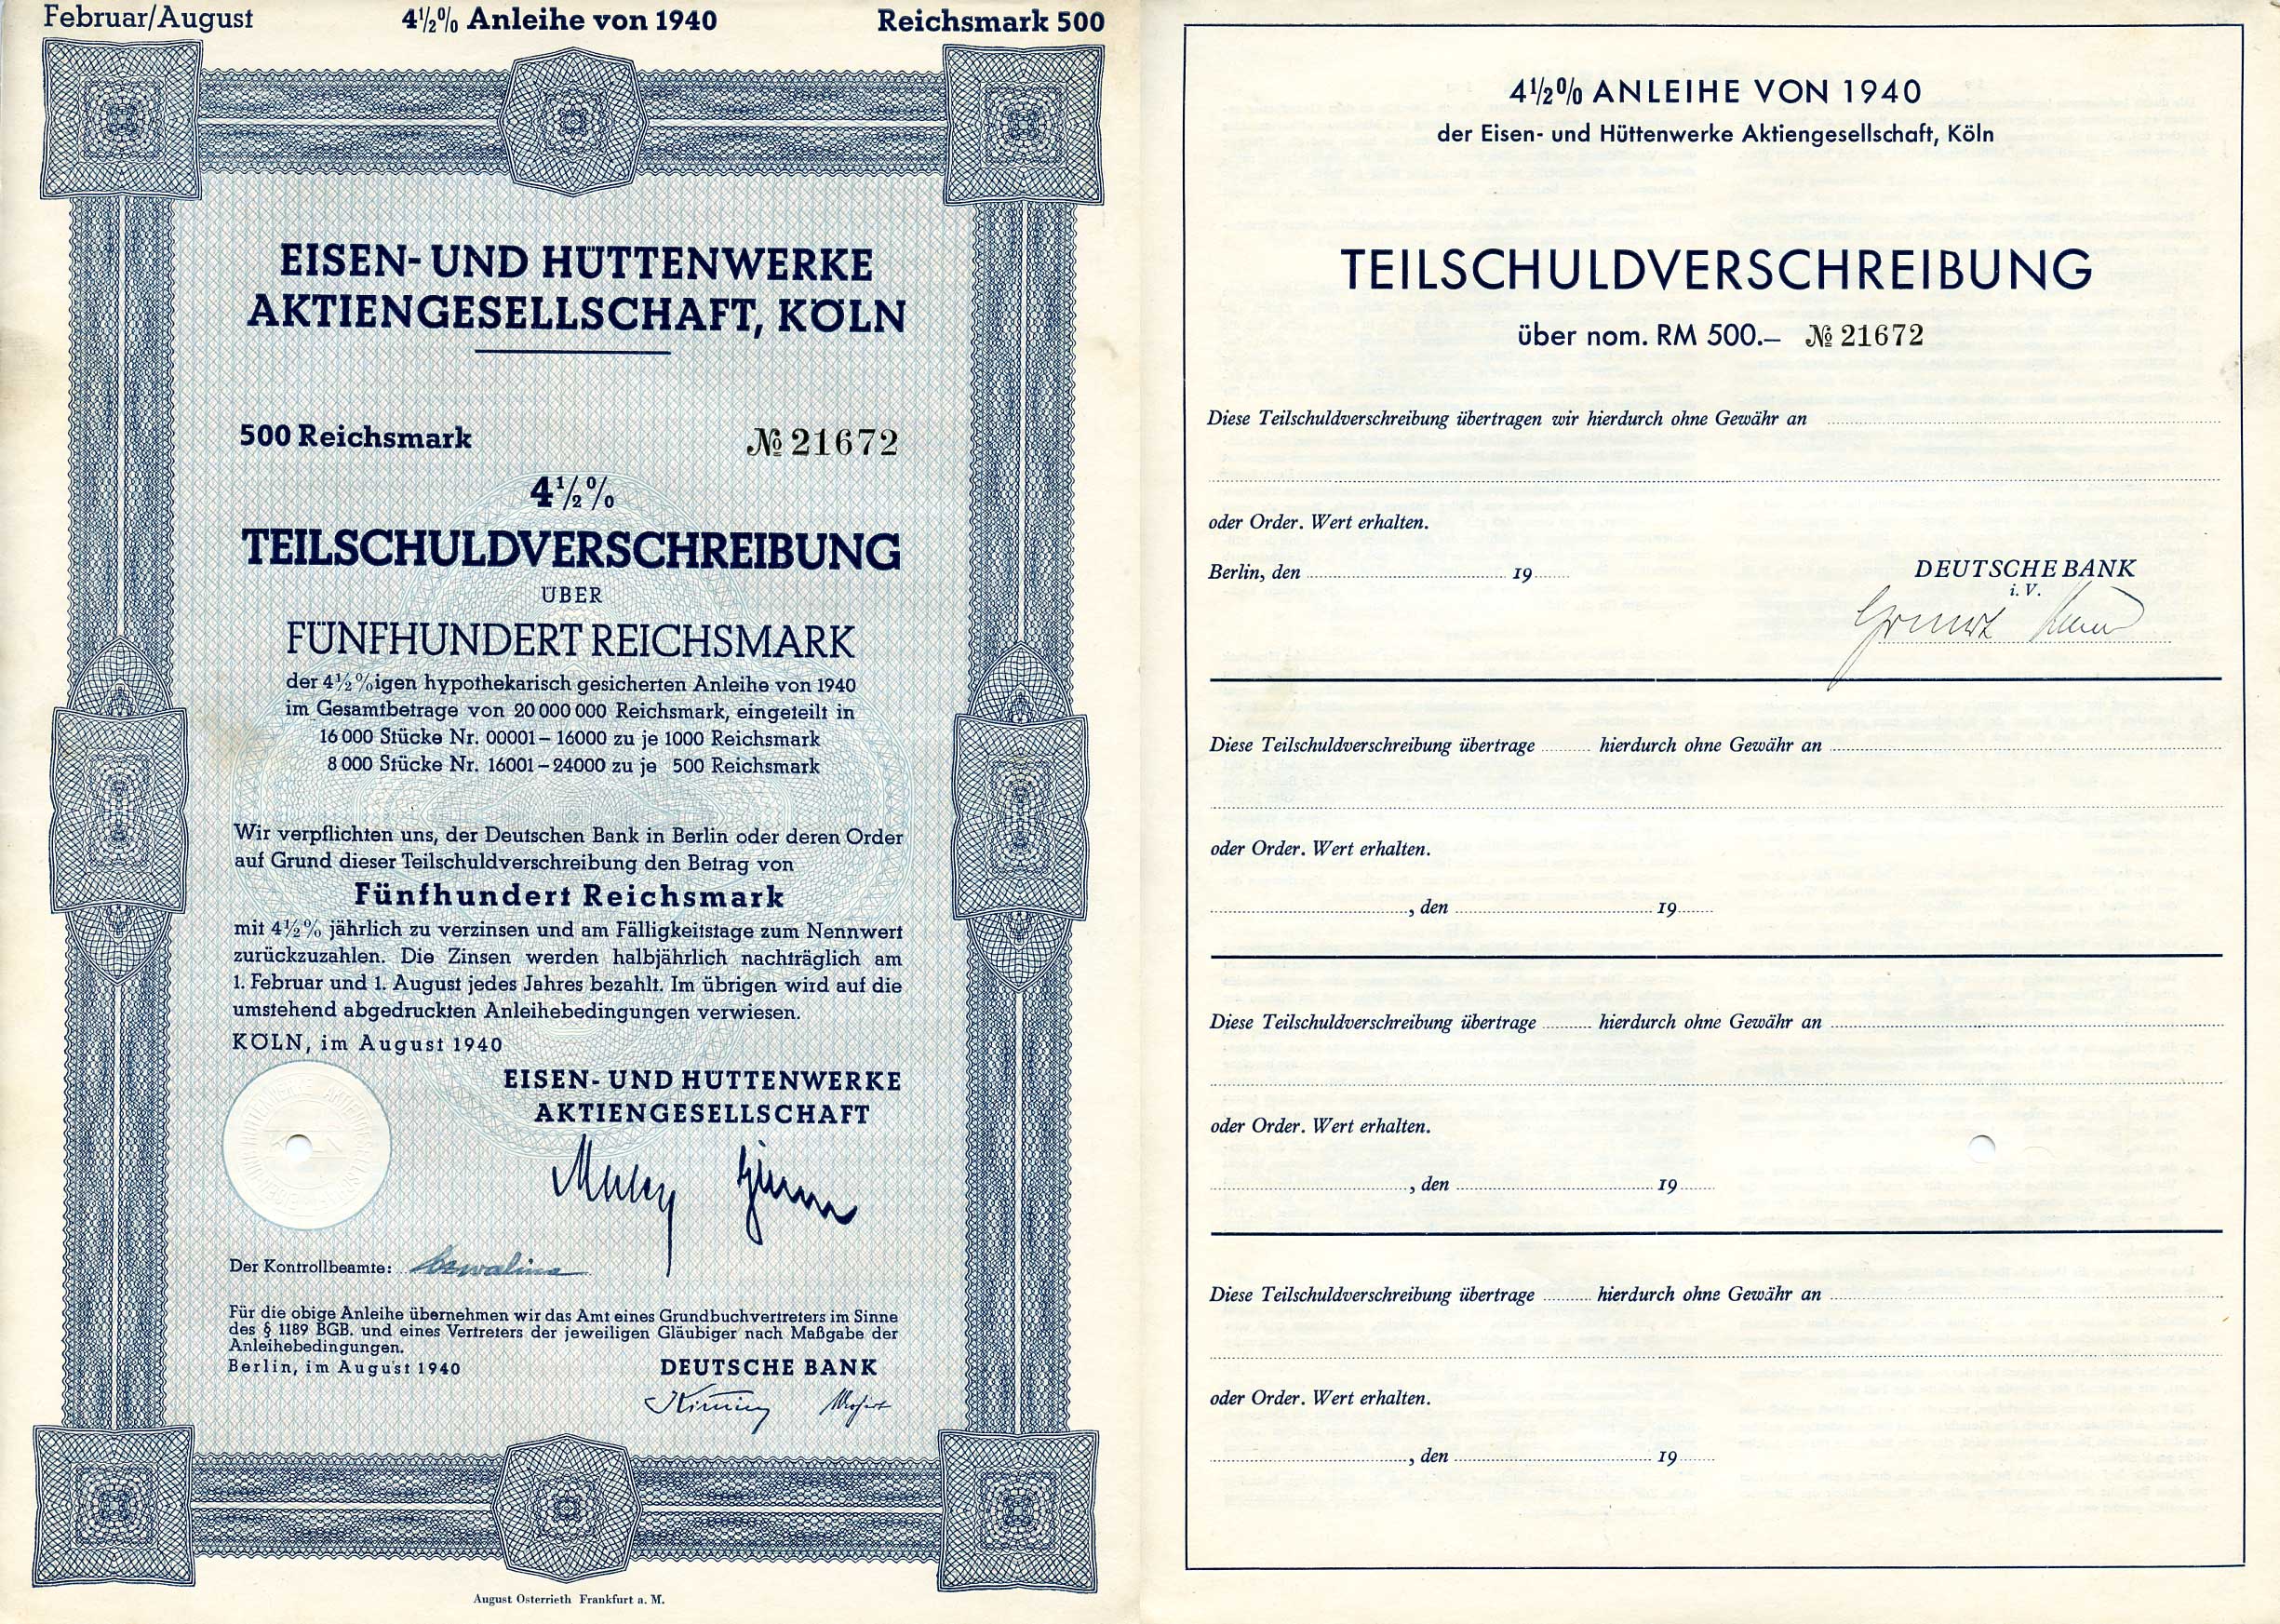 Februar/August 4½% Anleihe von 1940 Reichsmark 500
EISEN- UND HÜTTENWERKE
AKTIENGESELLSCHAFT, KÖLN
500 Reichsmark № 21672
4½%
TEILSCHULDVERSCHREIBUNG
ÜBER
FÜNFHUNDERT REICHSMARK
der 4½%igen hypothekarisch gesicherten Anleihe von 1940
im Gesamtbetrage von 20 000 000 Reichsmark, eingeteilt in
16 000 Stücke Nr. 00001 – 16000 zu je 1000 Reichsmark
8 000 Stücke Nr. 16001 – 24000 zu je 500 Reichsmark
Wir verpflichten uns, der Deutschen Bank in Berlin oder deren Order
auf Grund dieser Teilschuldverschreibung den Betrag von
Fünfhundert Reichsmark
mit 4½% jährlich zu verzinsen und am Fälligkeitstage zum Nennwert
zurückzuzahlen. Die Zinsen werden halbjährlich nachträglich am
1. Februar und 1. August jedes Jahres bezahlt. Im übrigen wird auf die
umstehend abgedruckten Anleihebedingungen verwiesen.
KÖLN, im August 1940
EISEN- UND HÜTTENWERKE
AKTIENGESELLSCHAFT
Der Kontrollbeamte:
Für die obige Anleihe übernehmen wir das Amt eines Grundbuchvertreters im Sinne
des § 1189 BGB. und eines Vertreters der jeweiligen Gläubiger nach Maßgabe der
Anleihebedingungen.
Berlin, im August 1940 DEUTSCHE BANK
August Osterrieth Frankfurt a. M.
4½% ANLEIHE VON 1940
der Eisen- und Hüttenwerke Aktiengesellschaft, Köln
TEILSCHULDVERSCHREIBUNG
über nom. RM 500.– № 21672
Diese Teilschuldverschreibung übertragen wir hierdurch ohne Gewähr an
oder Order. Wert erhalten.
Berlin, den 19 DEUTSCHE BANK
i. V.
Diese Teilschuldverschreibung übertrage hierdurch ohne Gewähr an
oder Order. Wert erhalten.
, den 19
Diese Teilschuldverschreibung übertrage hierdurch ohne Gewähr an
oder Order. Wert erhalten.
, den 19
Diese Teilschuldverschreibung übertrage hierdurch ohne Gewähr an
oder Order. Wert erhalten.
, den 19